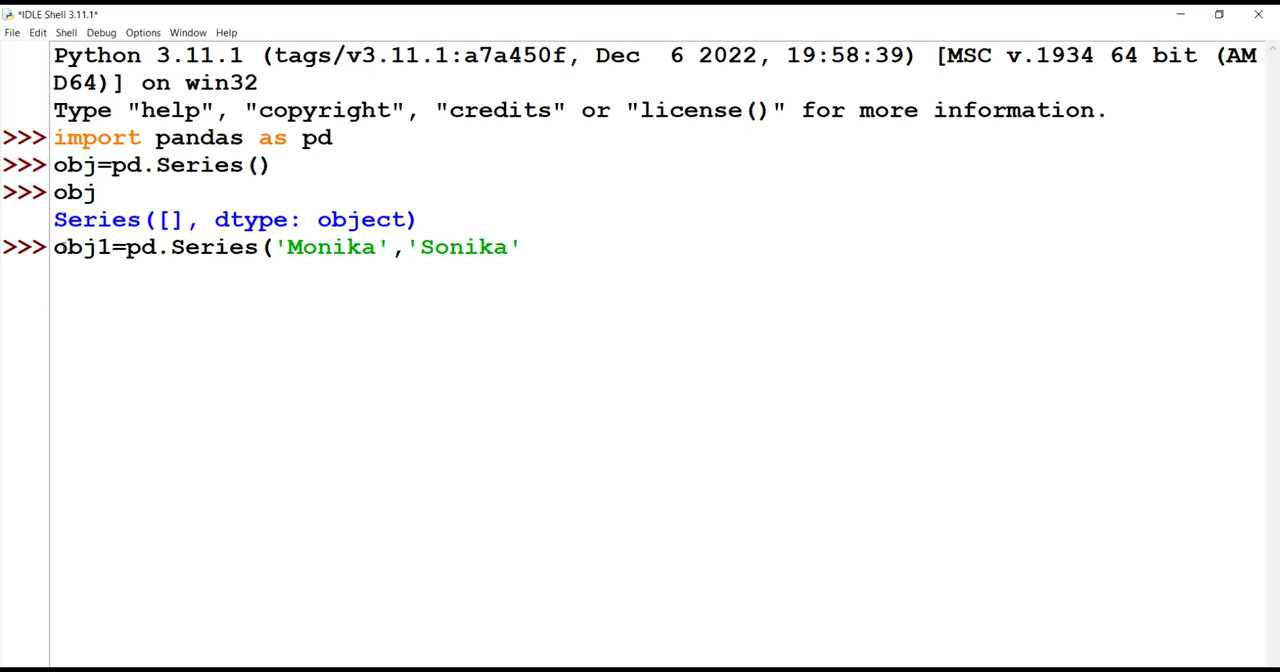 *IDLE Shell 3.11.1*
File Edit Shell Debug Options Window Help
Python 3.11.1 (tags/v3.11.1:a7a450f, Dec  6 2022, 19:58:39) [MSC v.1934 64 bit (AM
D64)] on win32
Type "help", "copyright", "credits" or "license()" for more information.
>>> import pandas as pd
>>> obj=pd.Series()
>>> obj
Series([], dtype: object)
>>> obj1=pd.Series('Monika','Sonika'